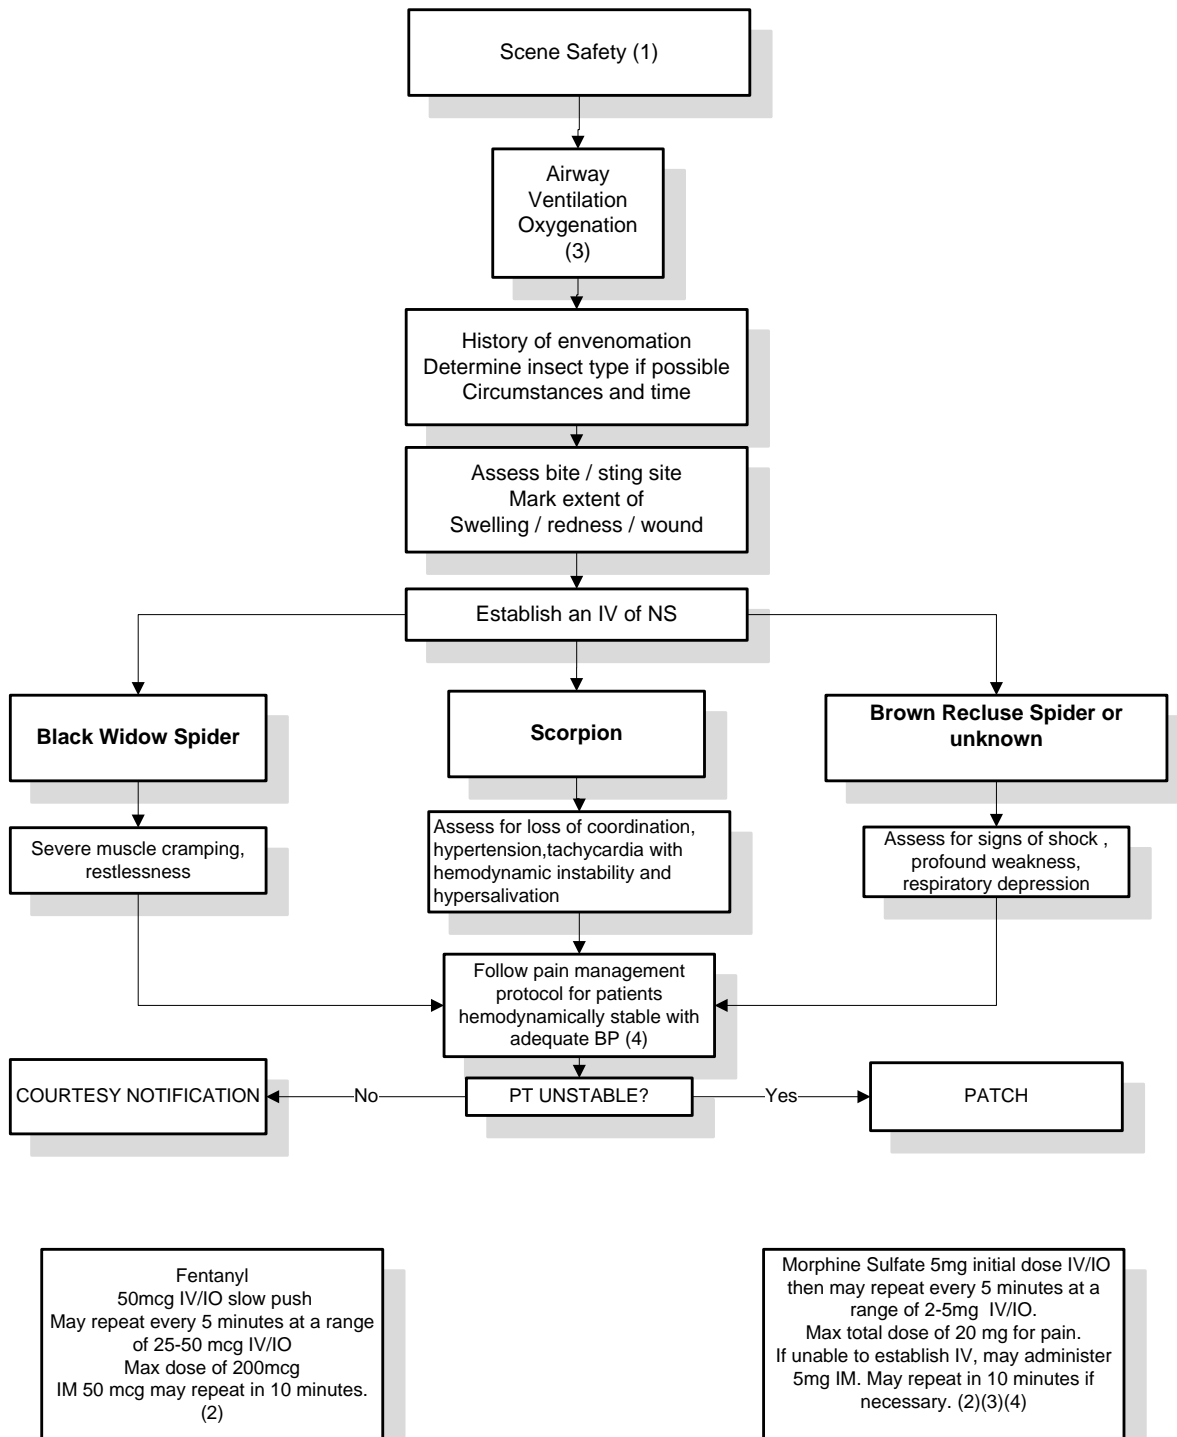 Scene Safety (1)
Airway
Ventilation
Oxygenation
(3)
History of envenomation
Determine insect type if possible
Circumstances and time
Assess bite / sting site
Mark extent of
Swelling / redness / wound
Establish an IV of NS
Black Widow Spider
Scorpion
Brown Recluse Spider or
unknown
Severe muscle cramping,
restlessness
Assess for loss of coordination,
hypertension,tachycardia with
hemodynamic instability and
hypersalivation
Assess for signs of shock ,
profound weakness,
respiratory depression
Follow pain management
protocol for patients
hemodynamically stable with
adequate BP (4)
COURTESY NOTIFICATION
No
PT UNSTABLE?
Yes
PATCH
Fentanyl
50mcg IV/IO slow push
May repeat every 5 minutes at a range
of 25-50 mcg IV/IO
Max dose of 200mcg
IM 50 mcg may repeat in 10 minutes.
(2)
Morphine Sulfate 5mg initial dose IV/IO
then may repeat every 5 minutes at a
range of 2-5mg IV/IO.
Max total dose of 20 mg for pain.
If unable to establish IV, may administer
5mg IM. May repeat in 10 minutes if
necessary. (2)(3)(4)